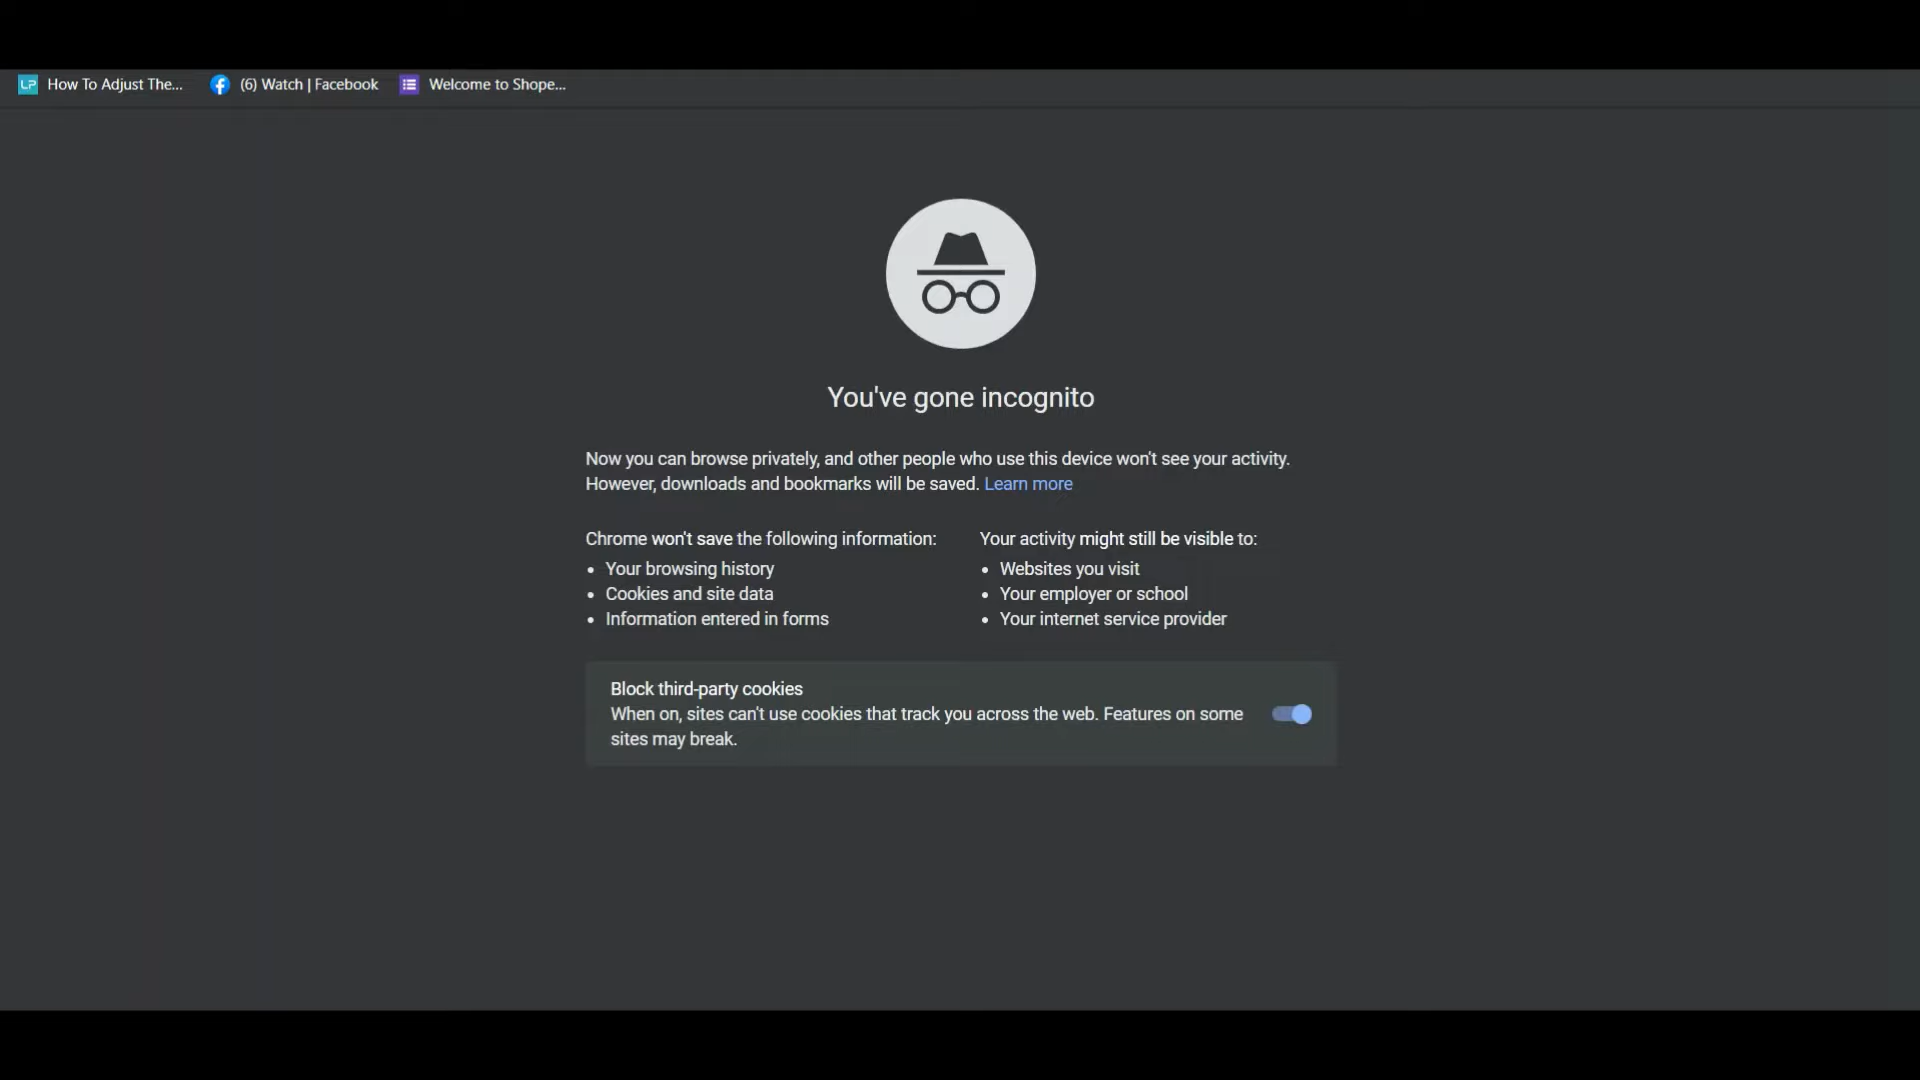 LP How To Adjust The... (6) Watch | Facebook Welcome to Shope...
You've gone incognito
Now you can browse privately, and other people who use this device won't see your activity.
However, downloads and bookmarks will be saved. Learn more
Chrome won't save the following information:
Your browsing history
Cookies and site data
Information entered in forms
Your activity might still be visible to:
Websites you visit
Your employer or school
Your internet service provider
Block third-party cookies
When on, sites can't use cookies that track you across the web. Features on some
sites may break.